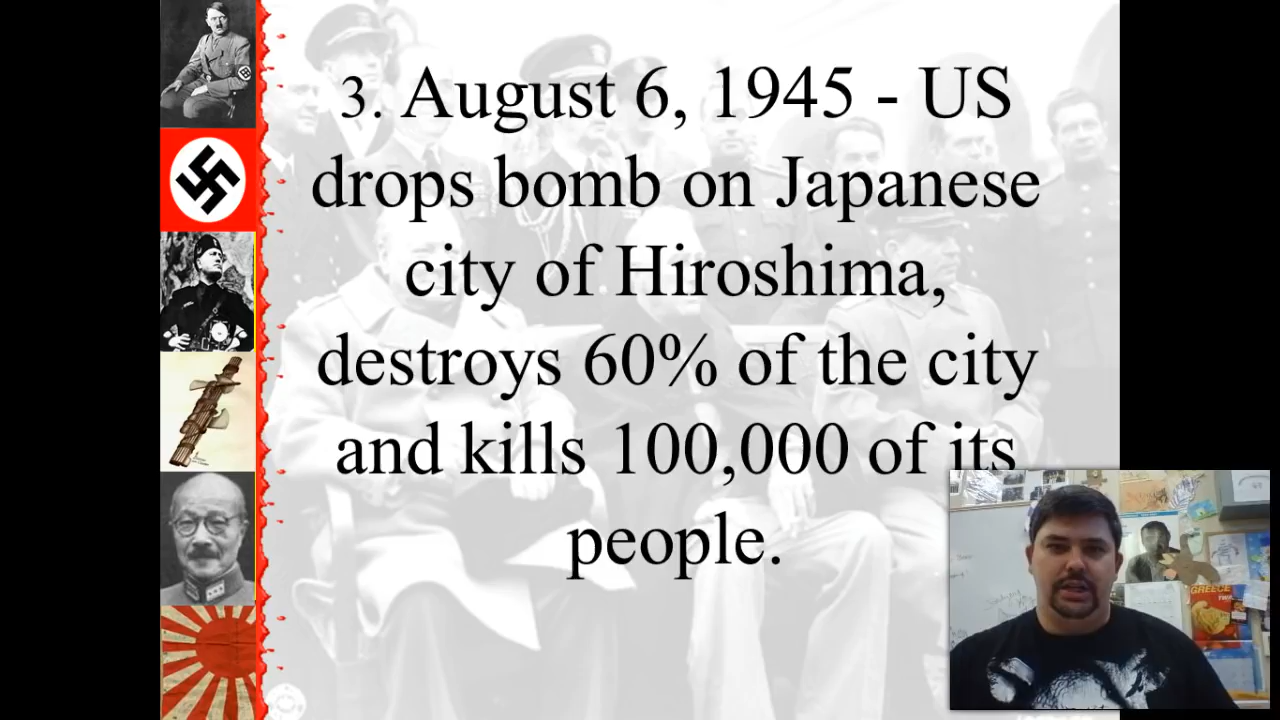 3. August 6, 1945 - US
drops bomb on Japanese
city of Hiroshima,
destroys 60% of the city
and kills 100,000 of its
people.
GREECE